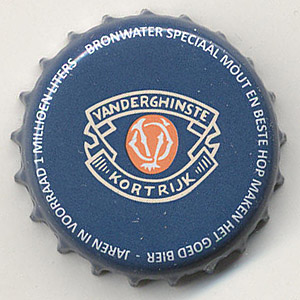 BRONWATER SPECIAAL MOUT EN BESTE HOP MAKEN HET GOED BIER - JAREN IN VOORRAAD 1 MILLIOEN LITERS -
VANDERGHINSTE
KORTRIJK